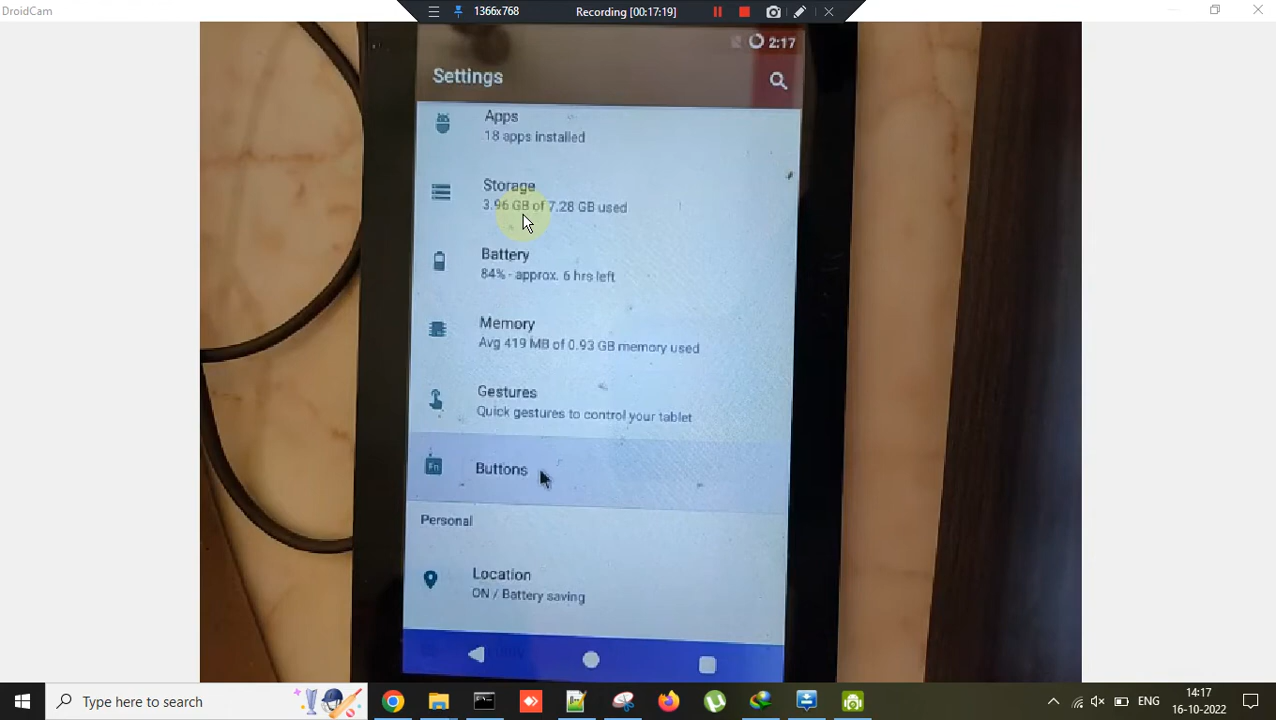 DroidCam
1366x768
Recording [00:17:19]
2:17
Settings
Apps
18 apps installed
Storage
3.96 GB of 7.28 GB used
Battery
84% - approx. 6 hrs left
Memory
Avg 419 MB of 0.93 GB memory used
Gestures
Quick gestures to control your tablet
Fn
Buttons
Personal
Location
ON / Battery saving
Type here to search
ENG
14:17
16-10-2022